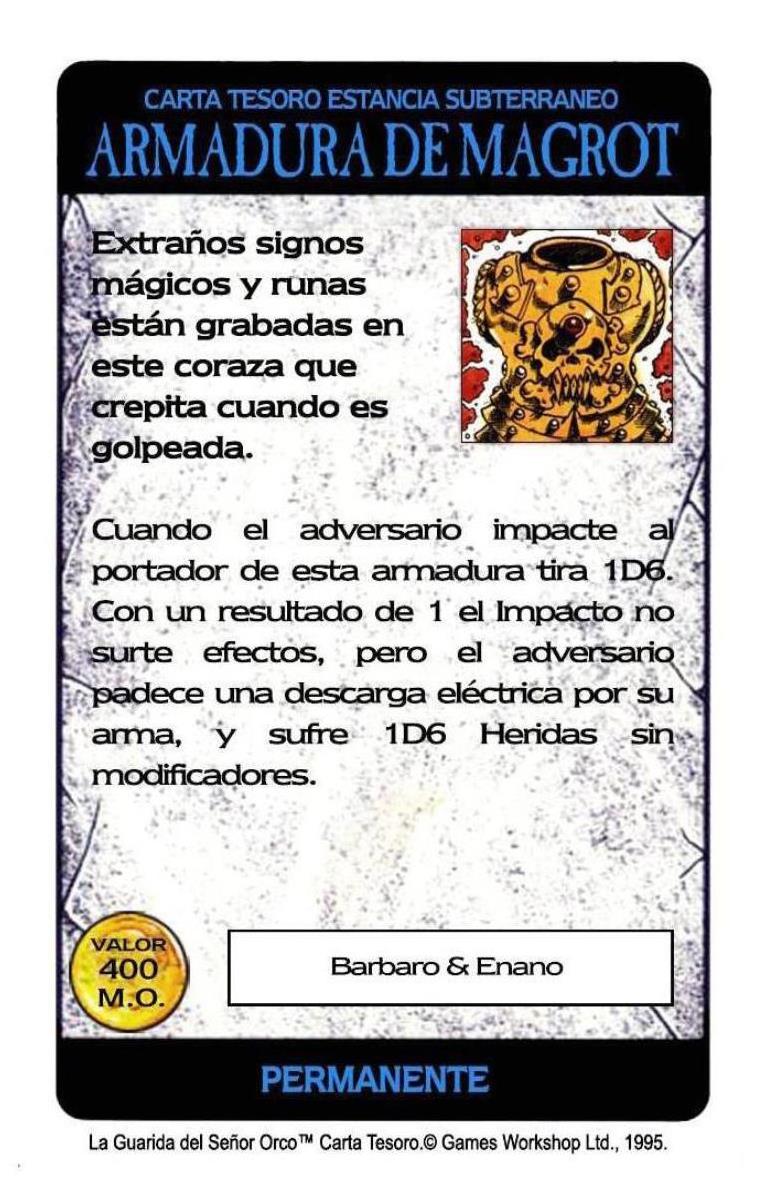 CARTA TESORO ESTANCIA SUBTERRANEO
ARMADURA DE MAGROT
Extraños signos
mágicos y runas
están grabadas en
este coraza que
crepita cuando es
golpeada.
Cuando el adversario impacte al
portador de esta armadura tira 1D6.
Con un resultado de 1 el Impacto no
surte efectos, pero el adversario
padece una descarga eléctrica por su
arma, y sufre 1D6 Heridas sin
modificadores.
VALOR
400
M.O.
Barbaro & Enano
PERMANENTE
La Guarida del Señor Orco™ Carta Tesoro.© Games Workshop Ltd., 1995.